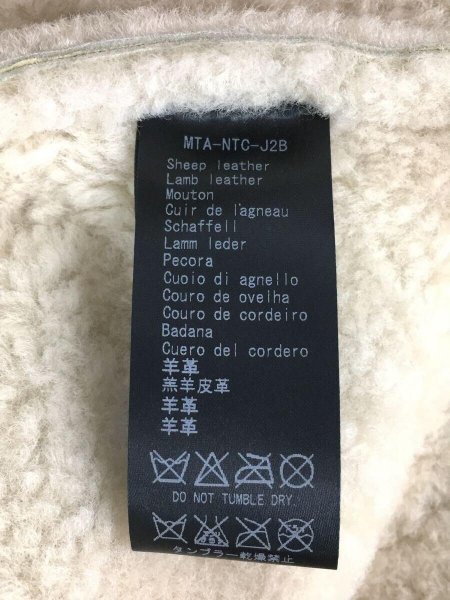 MTA-NTC-J2B
Sheep leather
Lamb leather
Mouton
Cuir de l'agneau
Schaffell
Lamm leder
Pecora
Cuoio di agnello
Couro de ovelha
Couro de cordeiro
Badana
Cuero del cordero
羊革
羔羊皮革
羊革
羊革
DO NOT TUMBLE DRY.
タンブラー乾燥禁止